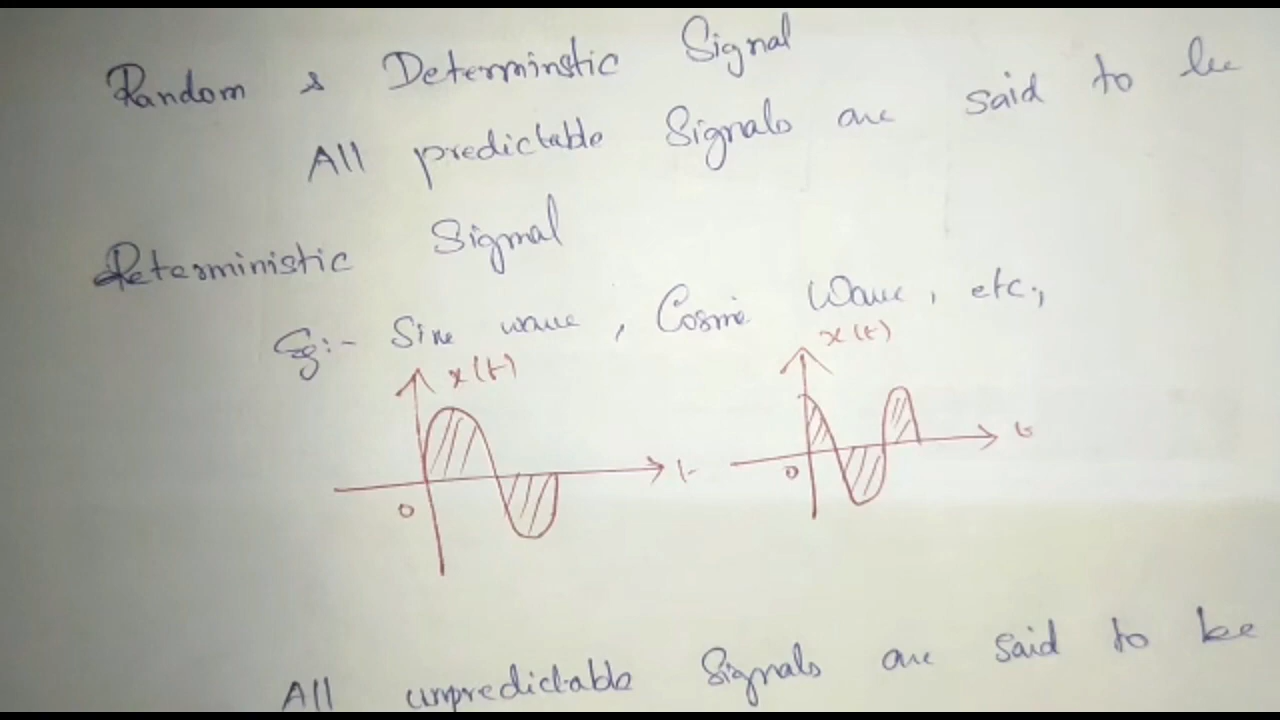 Random & Determinstic Signal
All predictable Signals are said to be
Deterministic Signal
Eg:- Sine wave, Cosine Wave, etc.,
x(t) x(t)
t t
0 0
All unpredictable Signals are said to be